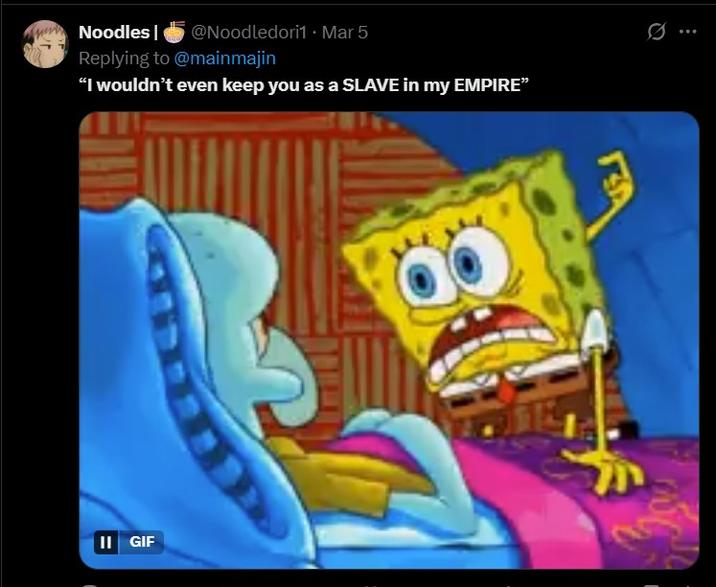 Noodles | 🍜 @Noodledori1 · Mar 5
Replying to @mainmajin
“I wouldn’t even keep you as a SLAVE in my EMPIRE”
GIF